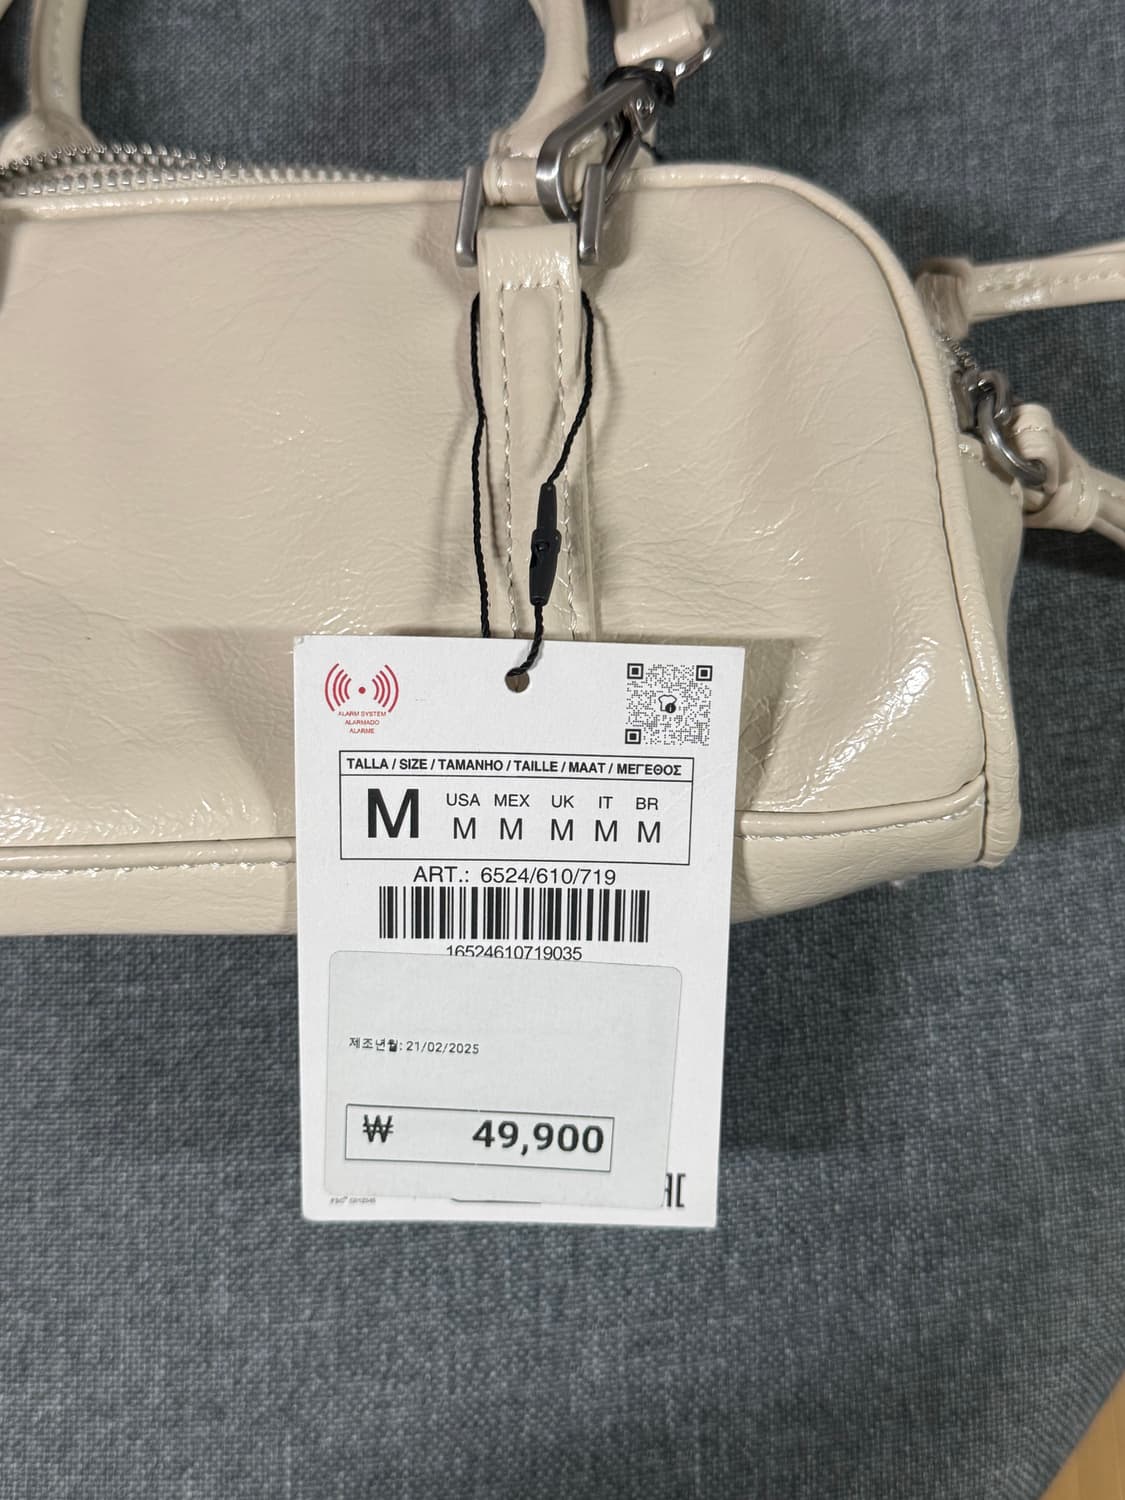 ALARM SYSTEM
ALARMADO
ALARME
TALLA / SIZE / TAMANHO / TAILLE / MAAT / ΜΕΓΕΘΟΣ
M
USA MEX UK IT BR
M M M M M
ART.: 6524/610/719
16524610719035
제조년월: 21/02/2025
₩ 49,900